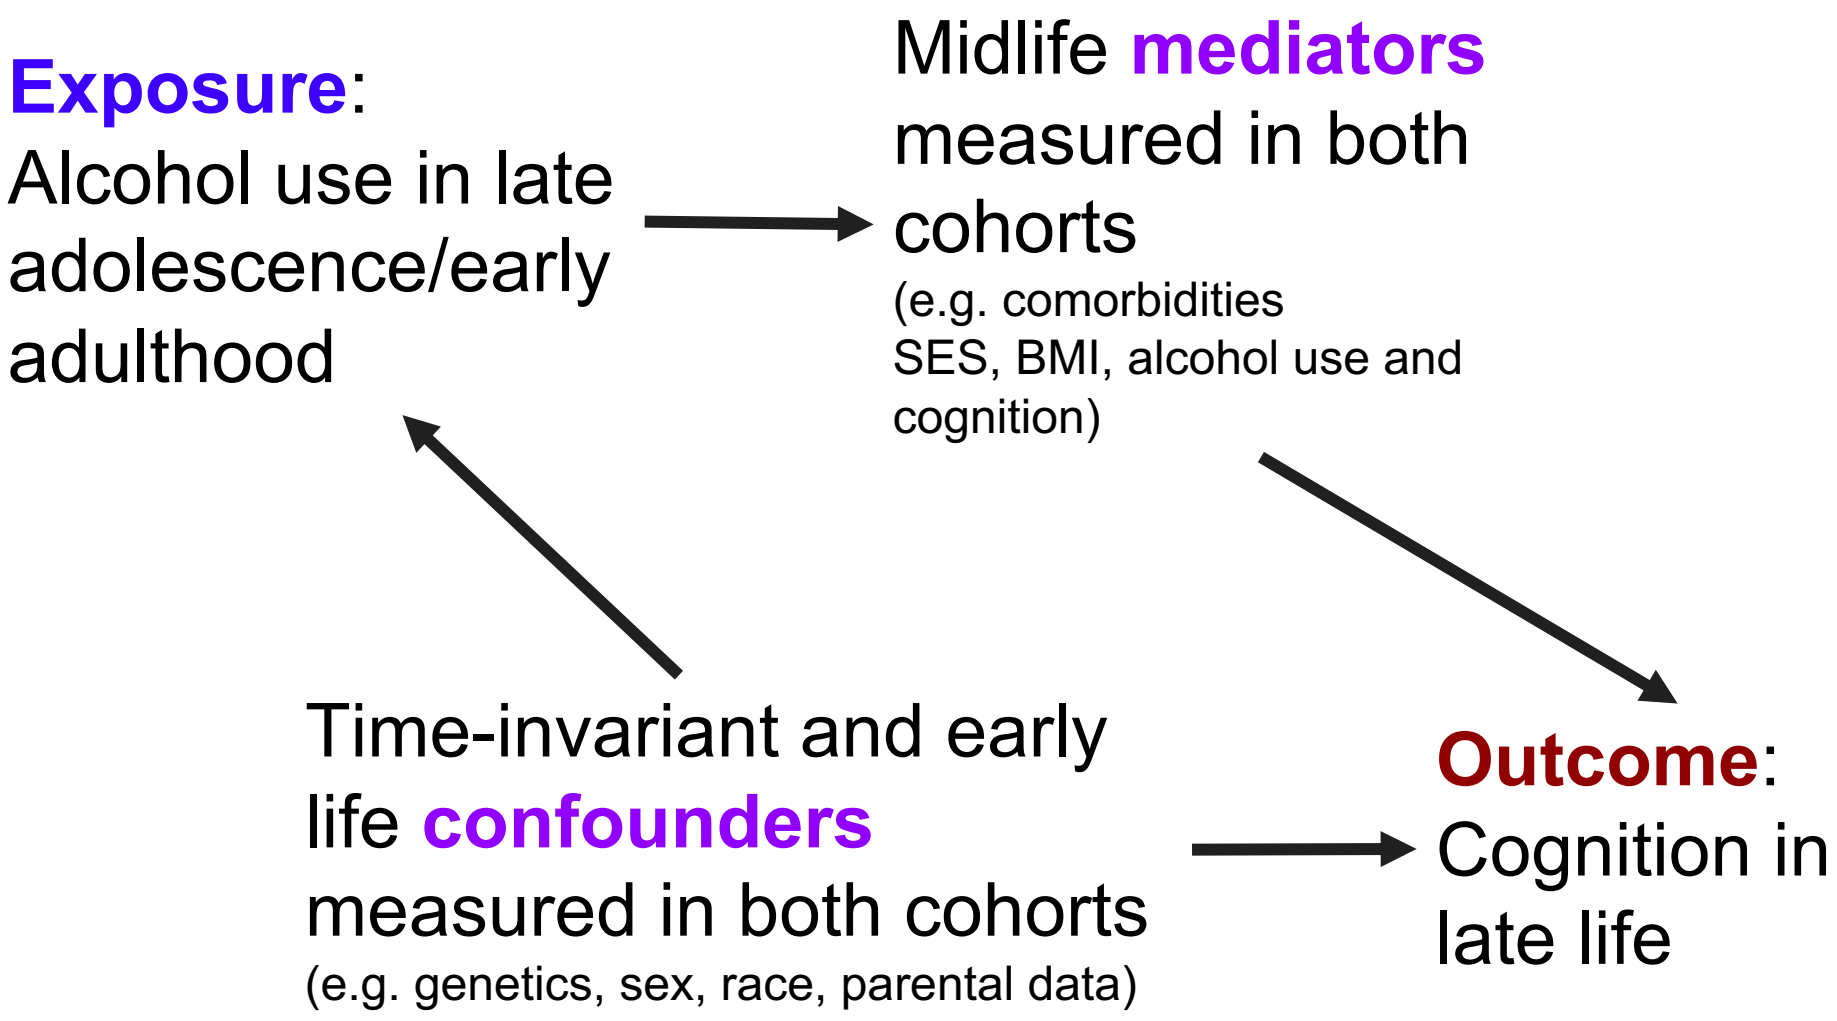 Exposure:
Alcohol use in late
adolescence/early
adulthood
Midlife mediators
measured in both
cohorts
(e.g. comorbidities
SES, BMI, alcohol use and
cognition)
Time-invariant and early
life confounders
measured in both cohorts
(e.g. genetics, sex, race, parental data)
Outcome:
Cognition in
late life